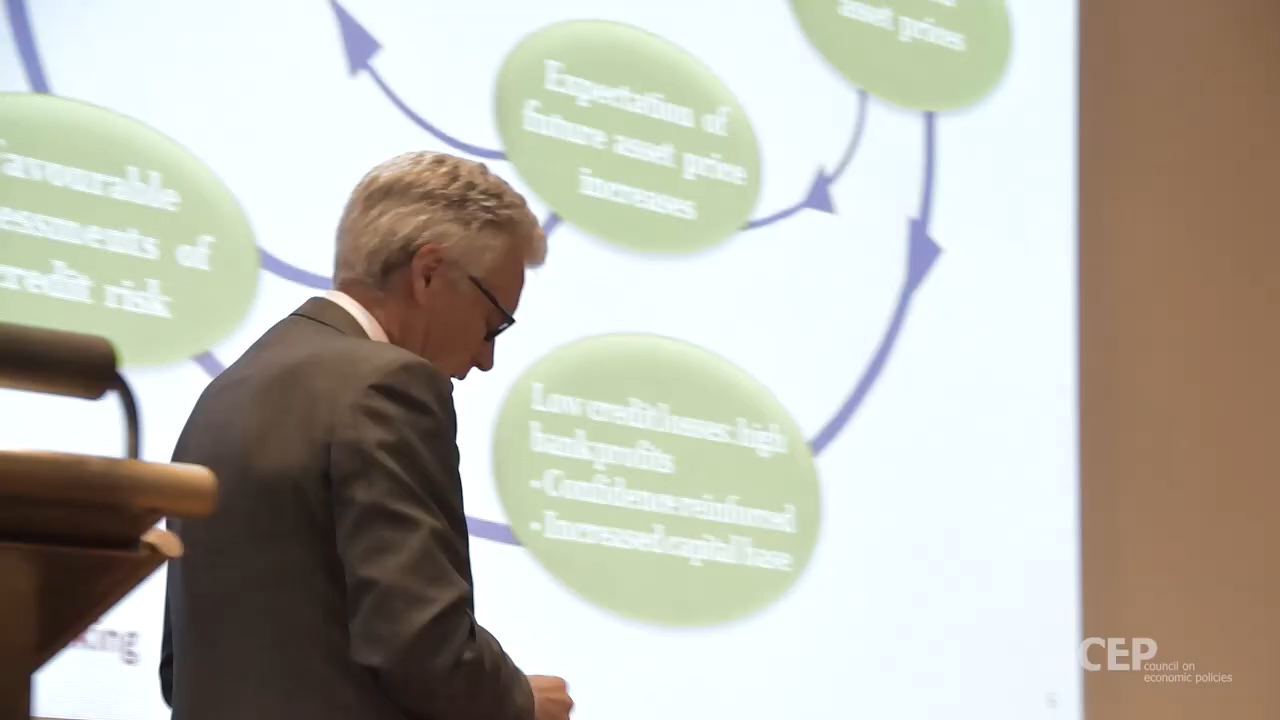 asset prices
Expectation of
future asset price
increases
avourable
essments of
credit risk
Low credit losses high
bank profits
- Confidence reinforced
- Increased capital base
CEP
council on
economic policies